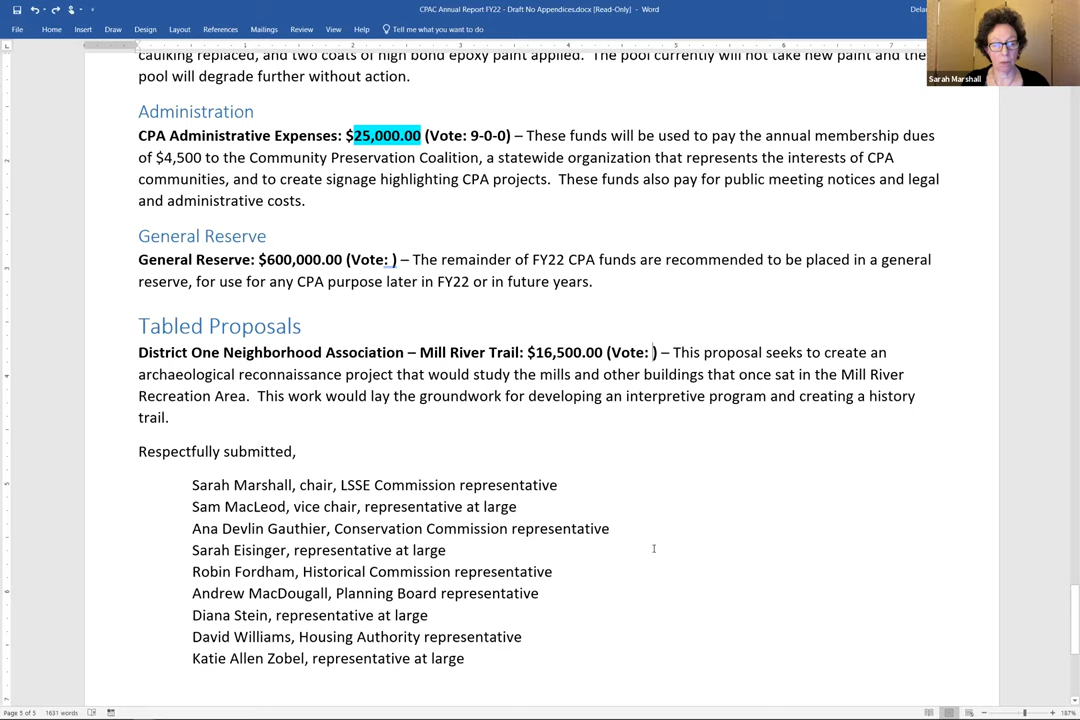 CPAC Annual Report FY22 - Draft No Appendices.docx [Read-Only] - Word
File Home Insert Draw Design Layout References Mailings Review View Help Tell me what you want to do
Sarah Marshall
caulking replaced, and two coats of high bond epoxy paint applied. The pool currently will not take new paint and the
pool will degrade further without action.
Administration
CPA Administrative Expenses: $25,000.00 (Vote: 9-0-0) – These funds will be used to pay the annual membership dues
of $4,500 to the Community Preservation Coalition, a statewide organization that represents the interests of CPA
communities, and to create signage highlighting CPA projects. These funds also pay for public meeting notices and legal
and administrative costs.
General Reserve
General Reserve: $600,000.00 (Vote: ) – The remainder of FY22 CPA funds are recommended to be placed in a general
reserve, for use for any CPA purpose later in FY22 or in future years.
Tabled Proposals
District One Neighborhood Association – Mill River Trail: $16,500.00 (Vote: ) – This proposal seeks to create an
archaeological reconnaissance project that would study the mills and other buildings that once sat in the Mill River
Recreation Area. This work would lay the groundwork for developing an interpretive program and creating a history
trail.
Respectfully submitted,
Sarah Marshall, chair, LSSE Commission representative
Sam MacLeod, vice chair, representative at large
Ana Devlin Gauthier, Conservation Commission representative
Sarah Eisinger, representative at large
Robin Fordham, Historical Commission representative
Andrew MacDougall, Planning Board representative
Diana Stein, representative at large
David Williams, Housing Authority representative
Katie Allen Zobel, representative at large
Page 5 of 5 1631 words 187%